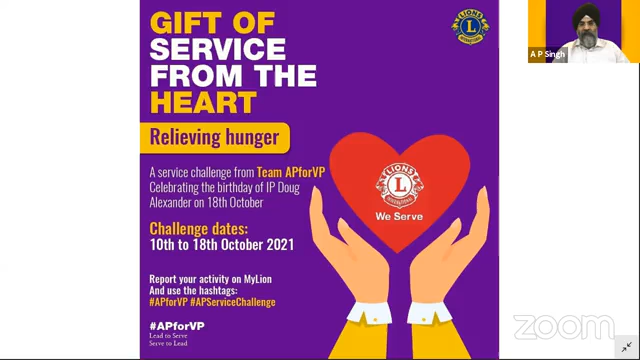 GIFT OF
SERVICE
FROM THE
HEART
Relieving hunger
A service challenge from Team APforVP
Celebrating the birthday of IP Doug
Alexander on 18th October
Challenge dates:
10th to 18th October 2021
Report your activity on MyLion
And use the hashtags:
#APforVP #APServiceChallenge
#APforVP
Lead to Serve
Serve to Lead
LIONS
L
INTERNATIONAL
LIONS
L
INTERNATIONAL
We Serve
A P Singh
zoom